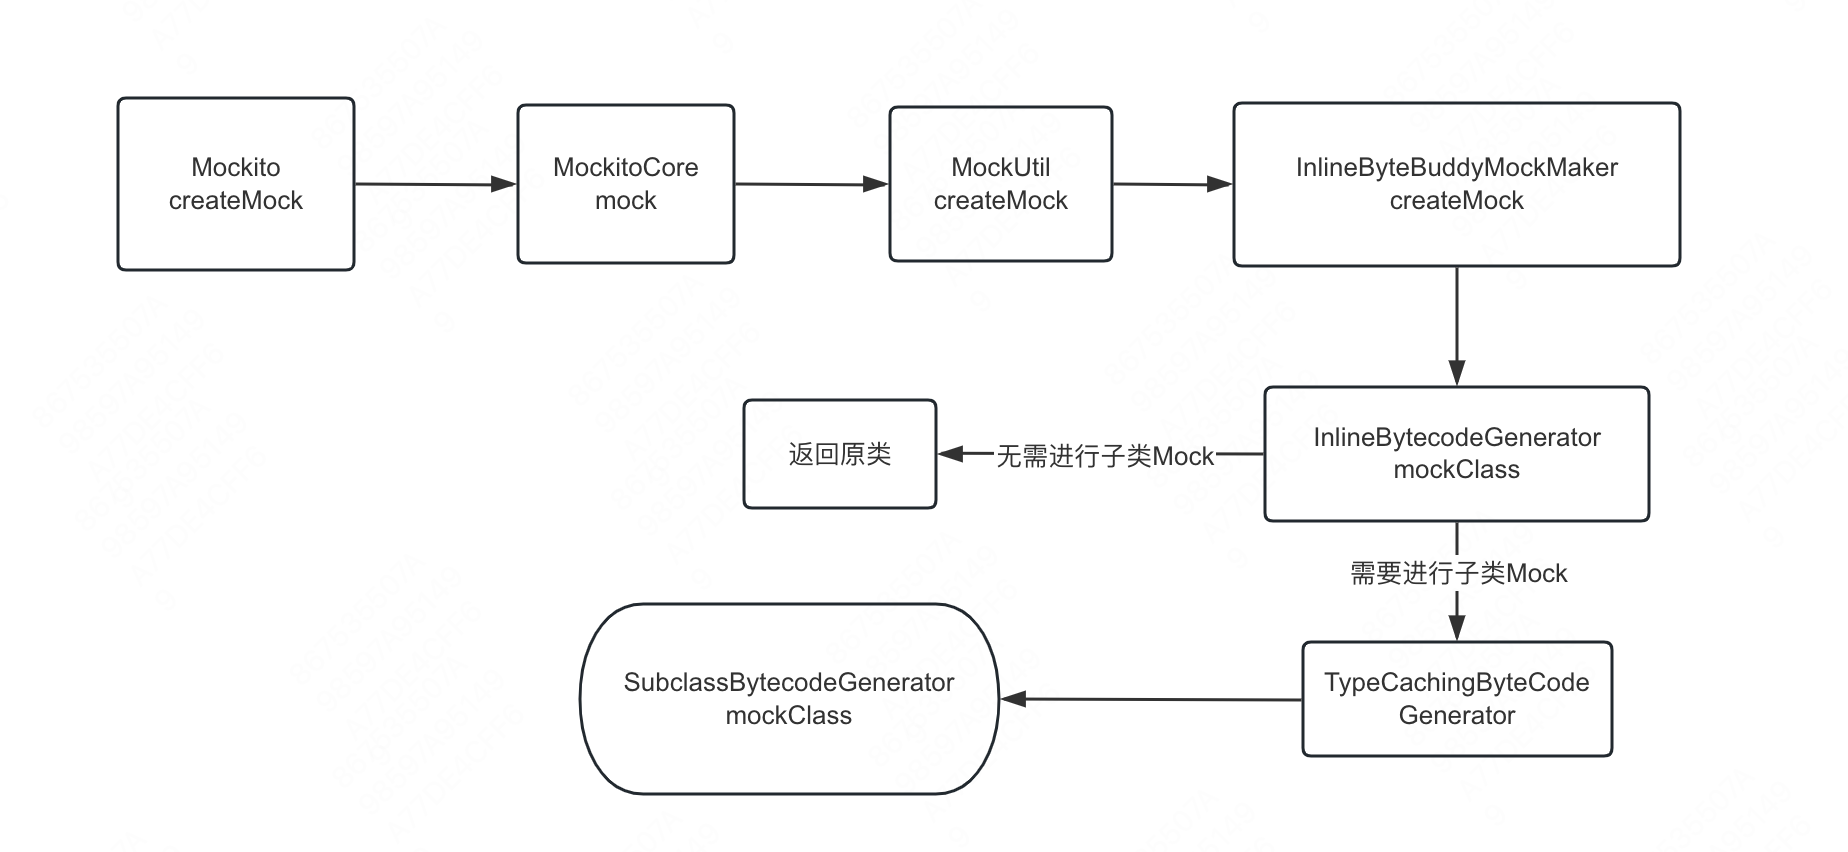 Mockito
createMock
MockitoCore
mock
MockUtil
createMock
InlineByteBuddyMockMaker
createMock
InlineBytecodeGenerator
mockClass
无需进行子类Mock
返回原类
需要进行子类Mock
TypeCachingByteCode
Generator
SubclassBytecodeGenerator
mockClass